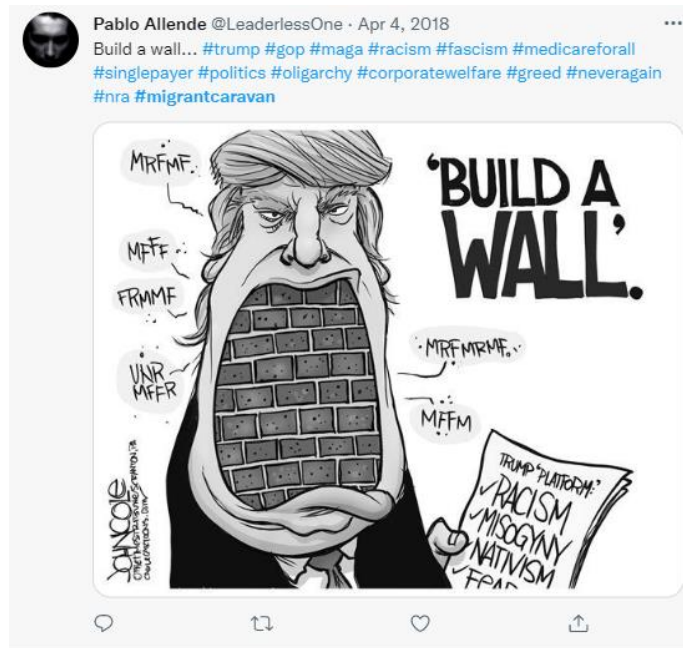 Pablo Allende @LeaderlessOne · Apr 4, 2018
Build a wall... #trump #gop #maga #racism #fascism #medicareforall
#singlepayer #politics #oligarchy #corporatewelfare #greed #neveragain
#nra #migrantcaravan
'BUILD A
WALL'.
MRFMF.
MFFF
FRMMF
UNR
MFFR
MRFMRMF.
MFFM
TRUMP "PLATFORM:"
✓RACISM
✓MISOGYNY
✓NATIVISM
✓FEAR
JOHN COLE